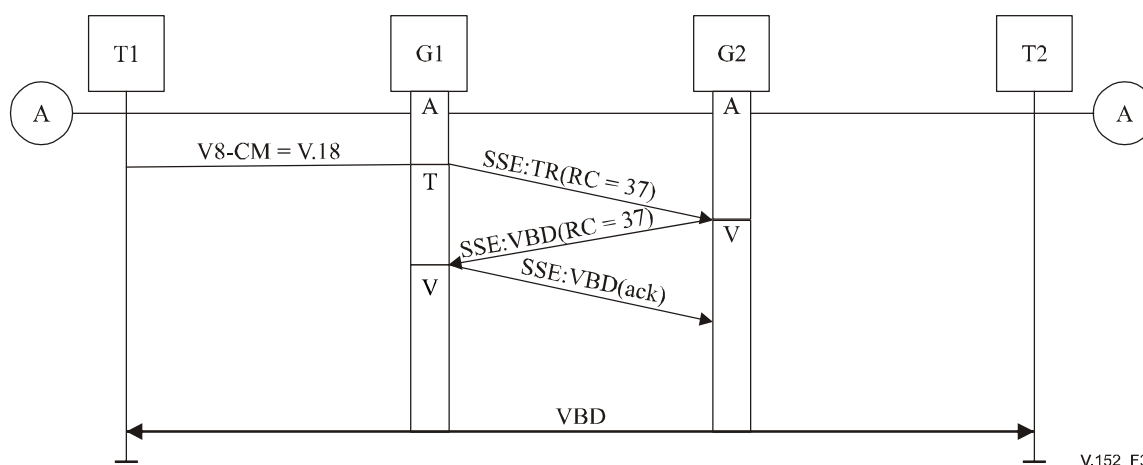 T1
G1
G2
T2
A
A
A
A
V8-CM = V.18
T
SSE:TR(RC = 37)
V
SSE:VBD(RC = 37)
V
SSE:VBD(ack)
VBD